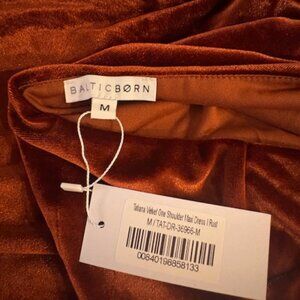 BALTICBØRN
M
Tatiana Velvet One Shoulder Maxi Dress | Rust
M / TAT-DR-36966-M
00840196858133